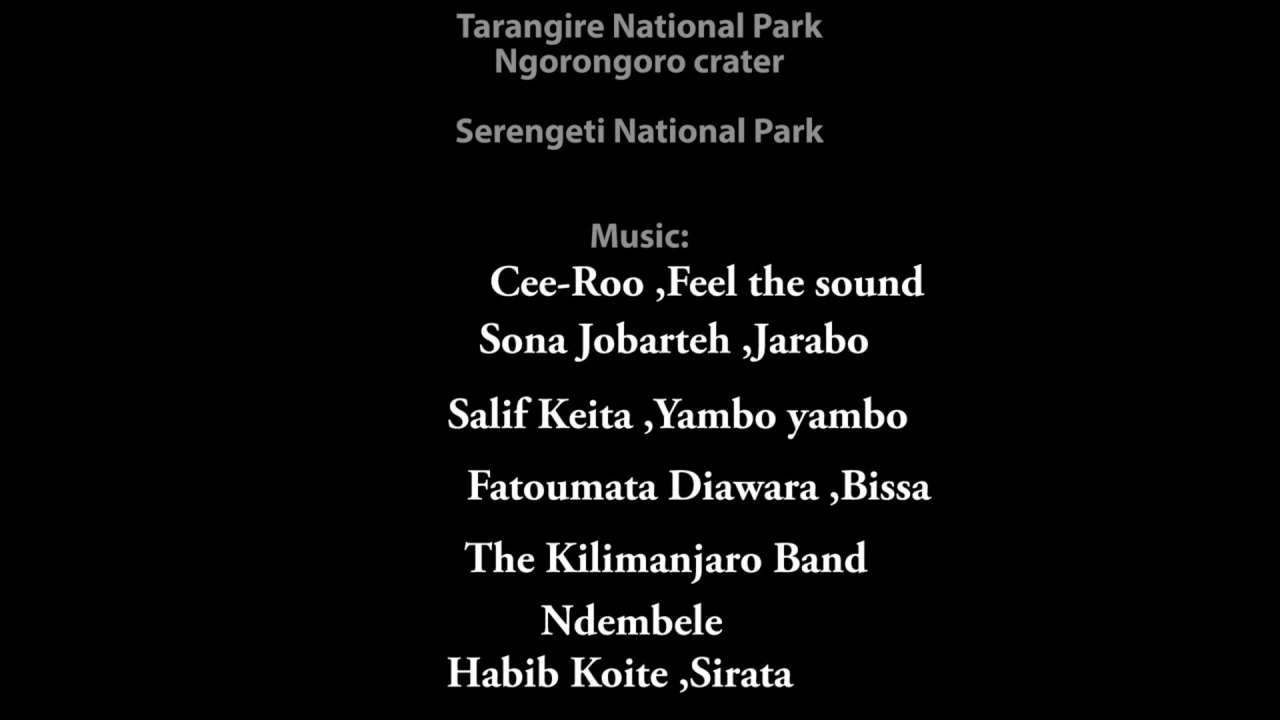 Tarangire National Park
Ngorongoro crater
Serengeti National Park
Music:
Cee-Roo ,Feel the sound
Sona Jobarteh ,Jarabo
Salif Keita ,Yambo yambo
Fatoumata Diawara ,Bissa
The Kilimanjaro Band
Ndembele
Habib Koite ,Sirata